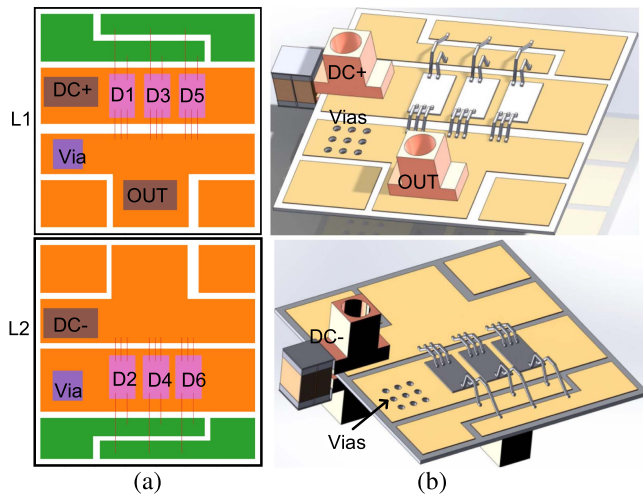 L1
DC+
D1 D3 D5
Via
OUT
L2
DC-
D2 D4 D6
Via
(a)
DC+
Vias
OUT
DC-
Vias
(b)